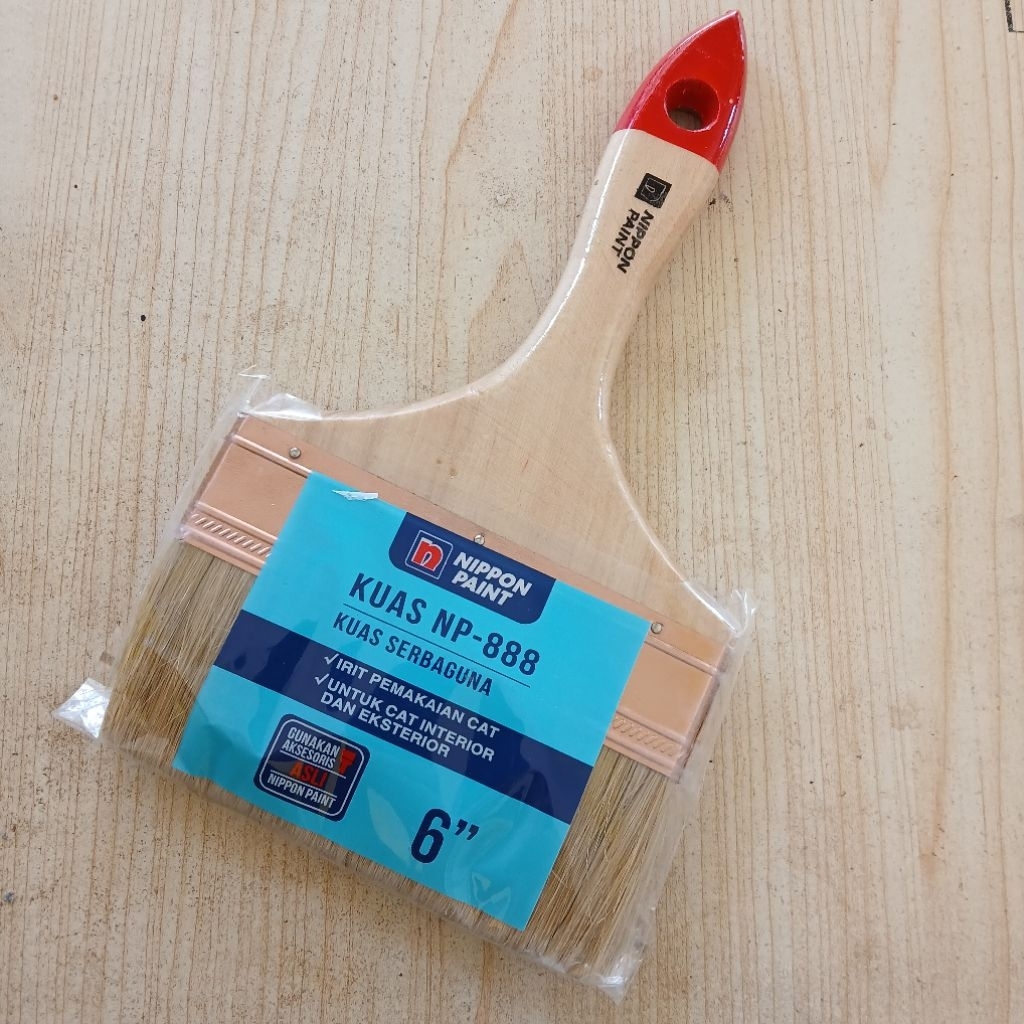 NIPPON
PAINT
n
NIPPON
PAINT
KUAS NP-888
KUAS SERBAGUNA
✓IRIT PEMAKAIAN CAT
✓UNTUK CAT INTERIOR
DAN EKSTERIOR
GUNAKAN
AKSESORIS
ASLI
NIPPON PAINT
6”